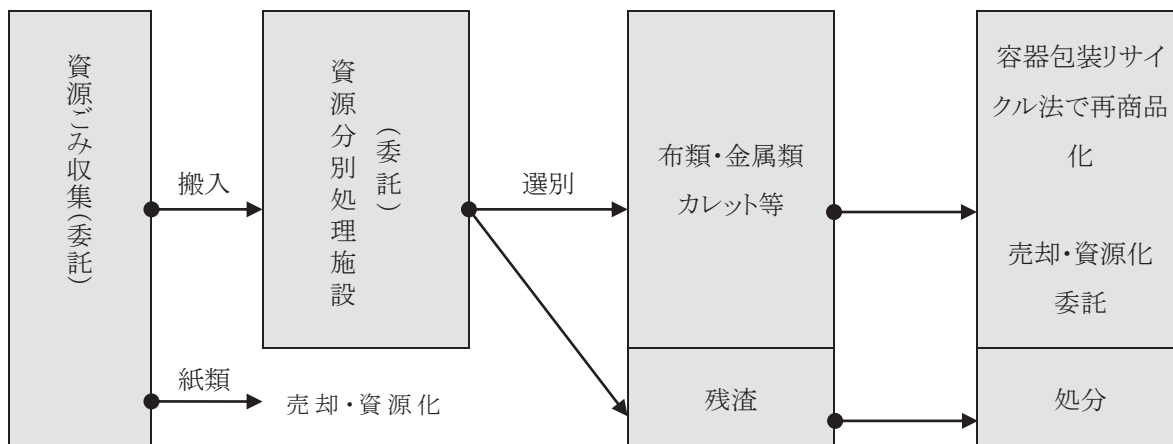 資源ごみ収集(委託)
搬入
紙類
資源分別処理施設
(委託)
売却・資源化
選別
布類・金属類
カレット等
残渣
容器包装リサイ
クル法で再商品
化
売却・資源化
委託
処分